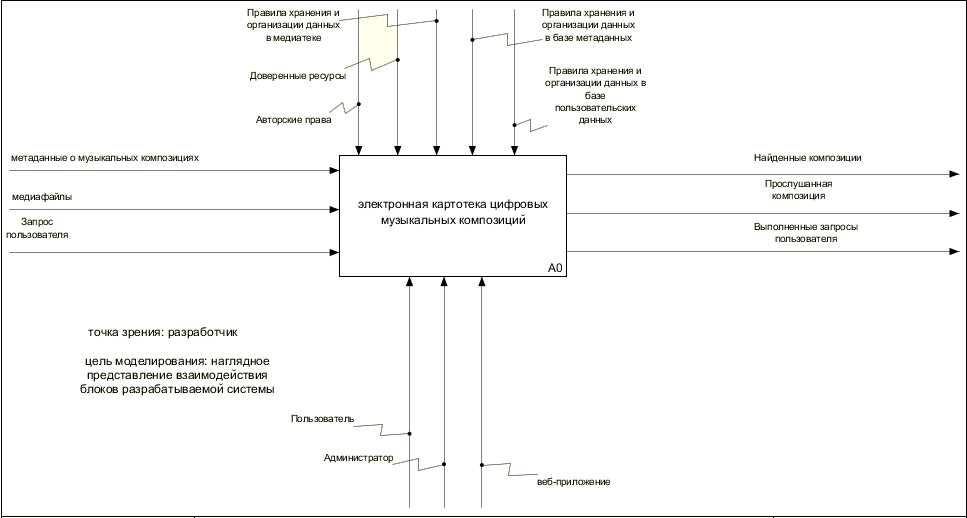 Правила хранения и
организации данных
в медиатеке
Доверенные ресурсы
Авторские права
Правила хранения и
организации данных
в базе метаданных
Правила хранения и
организации данных в
базе
пользовательских
данных
метаданные о музыкальных композициях
медиафайлы
Запрос
пользователя
электронная картотека цифровых
музыкальных композиций
A0
Найденные композиции
Прослушанная
композиция
Выполненные запросы
пользователя
точка зрения: разработчик
цель моделирования: наглядное
представление взаимодействия
блоков разрабатываемой системы
Пользователь
Администратор
веб-приложение